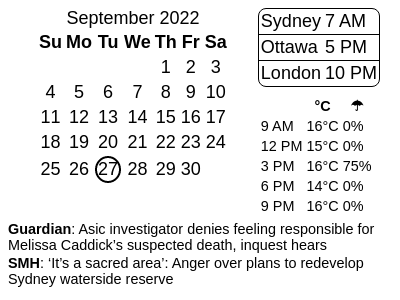 September 2022
Su Mo Tu We Th Fr Sa
1 2 3
4 5 6 7 8 9 10
11 12 13 14 15 16 17
18 19 20 21 22 23 24
25 26 27 28 29 30
Sydney 7 AM
Ottawa 5 PM
London 10 PM
°C ☂
9 AM 16°C 0%
12 PM 15°C 0%
3 PM 16°C 75%
6 PM 14°C 0%
9 PM 16°C 0%
Guardian: Asic investigator denies feeling responsible for
Melissa Caddick’s suspected death, inquest hears
SMH: ‘It’s a sacred area’: Anger over plans to redevelop
Sydney waterside reserve